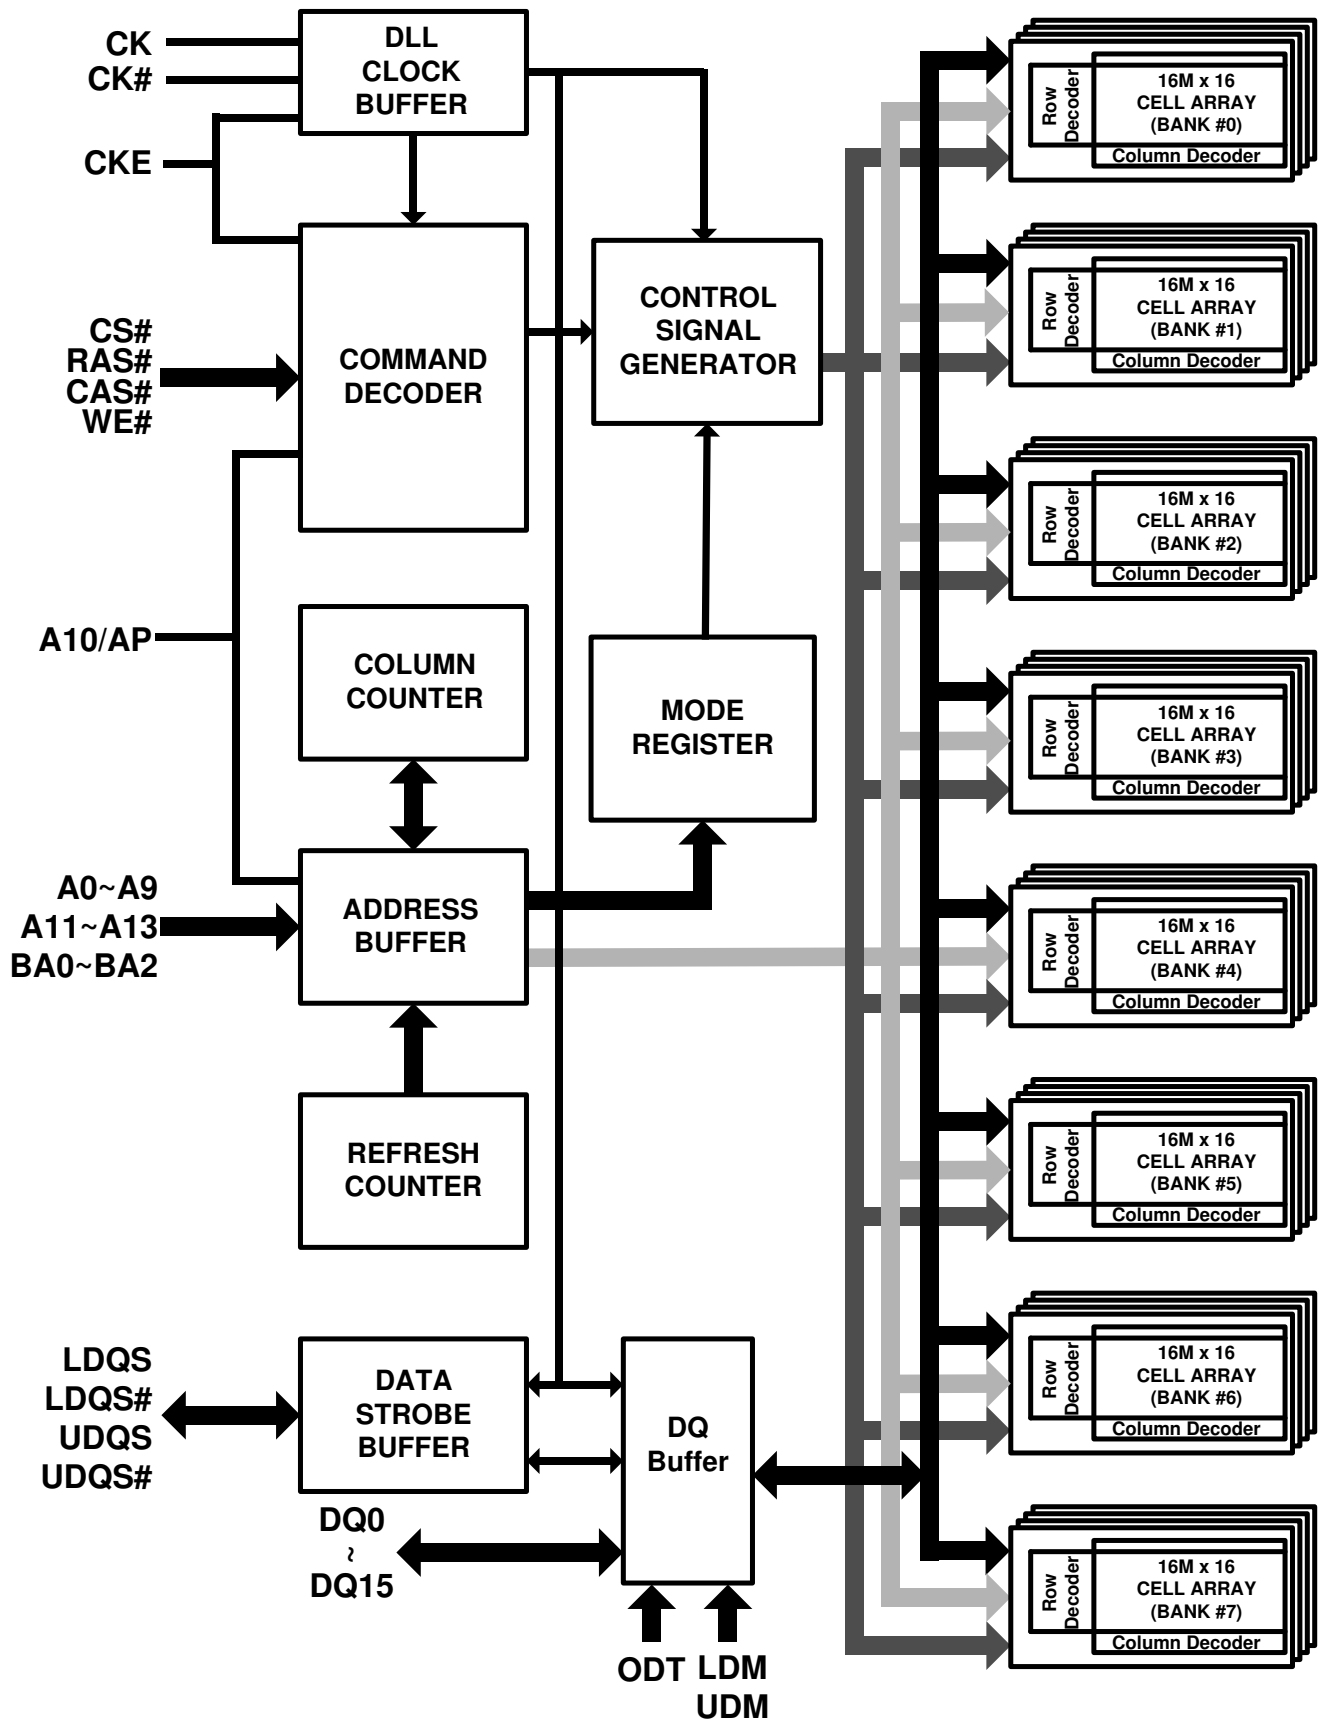 CK
CK#
CKE
DLL
CLOCK
BUFFER
CS#
RAS#
CAS#
WE#
COMMAND
DECODER
CONTROL
SIGNAL
GENERATOR
A10/AP
COLUMN
COUNTER
MODE
REGISTER
A0~A9
A11~A13
BA0~BA2
ADDRESS
BUFFER
REFRESH
COUNTER
LDQS
LDQS#
UDQS
UDQS#
DATA
STROBE
BUFFER
DQ
Buffer
DQ0
~
DQ15
ODT
LDM
UDM
Row
Decoder
16M x 16
CELL ARRAY
(BANK #0)
Column Decoder
Row
Decoder
16M x 16
CELL ARRAY
(BANK #1)
Column Decoder
Row
Decoder
16M x 16
CELL ARRAY
(BANK #2)
Column Decoder
Row
Decoder
16M x 16
CELL ARRAY
(BANK #3)
Column Decoder
Row
Decoder
16M x 16
CELL ARRAY
(BANK #4)
Column Decoder
Row
Decoder
16M x 16
CELL ARRAY
(BANK #5)
Column Decoder
Row
Decoder
16M x 16
CELL ARRAY
(BANK #6)
Column Decoder
Row
Decoder
16M x 16
CELL ARRAY
(BANK #7)
Column Decoder